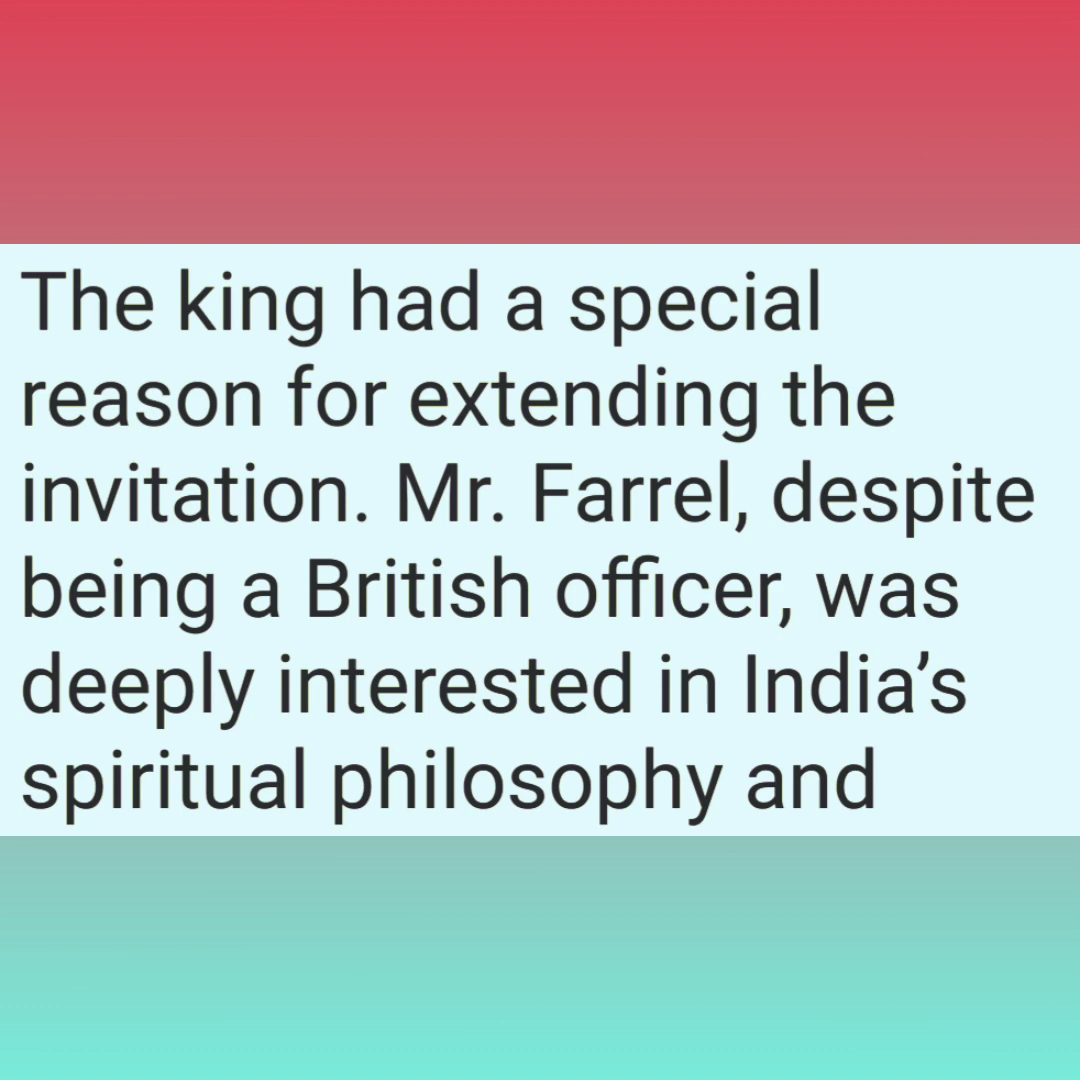 The king had a special
reason for extending the
invitation. Mr. Farrel, despite
being a British officer, was
deeply interested in India’s
spiritual philosophy and